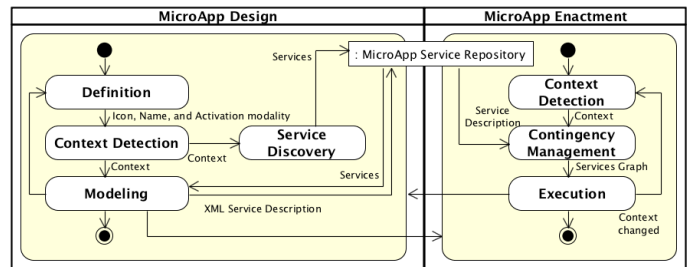 MicroApp Design
MicroApp Enactment
Services
: MicroApp Service Repository
Definition
Icon, Name, and Activation modality
Context Detection
Context
Service
Discovery
Context
Services
Modeling
XML Service Description
Context
Detection
Context
Service
Description
Contingency
Management
Services Graph
Execution
Context
changed